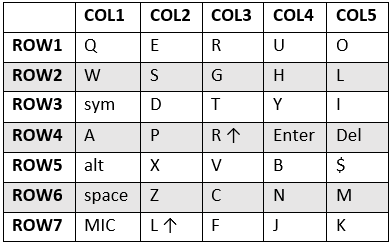 COL1 COL2 COL3 COL4 COL5
ROW1 Q E R U O
ROW2 W S G H L
ROW3 sym D T Y I
ROW4 A P R ↑ Enter Del
ROW5 alt X V B $
ROW6 space Z C N M
ROW7 MIC L ↑ F J K